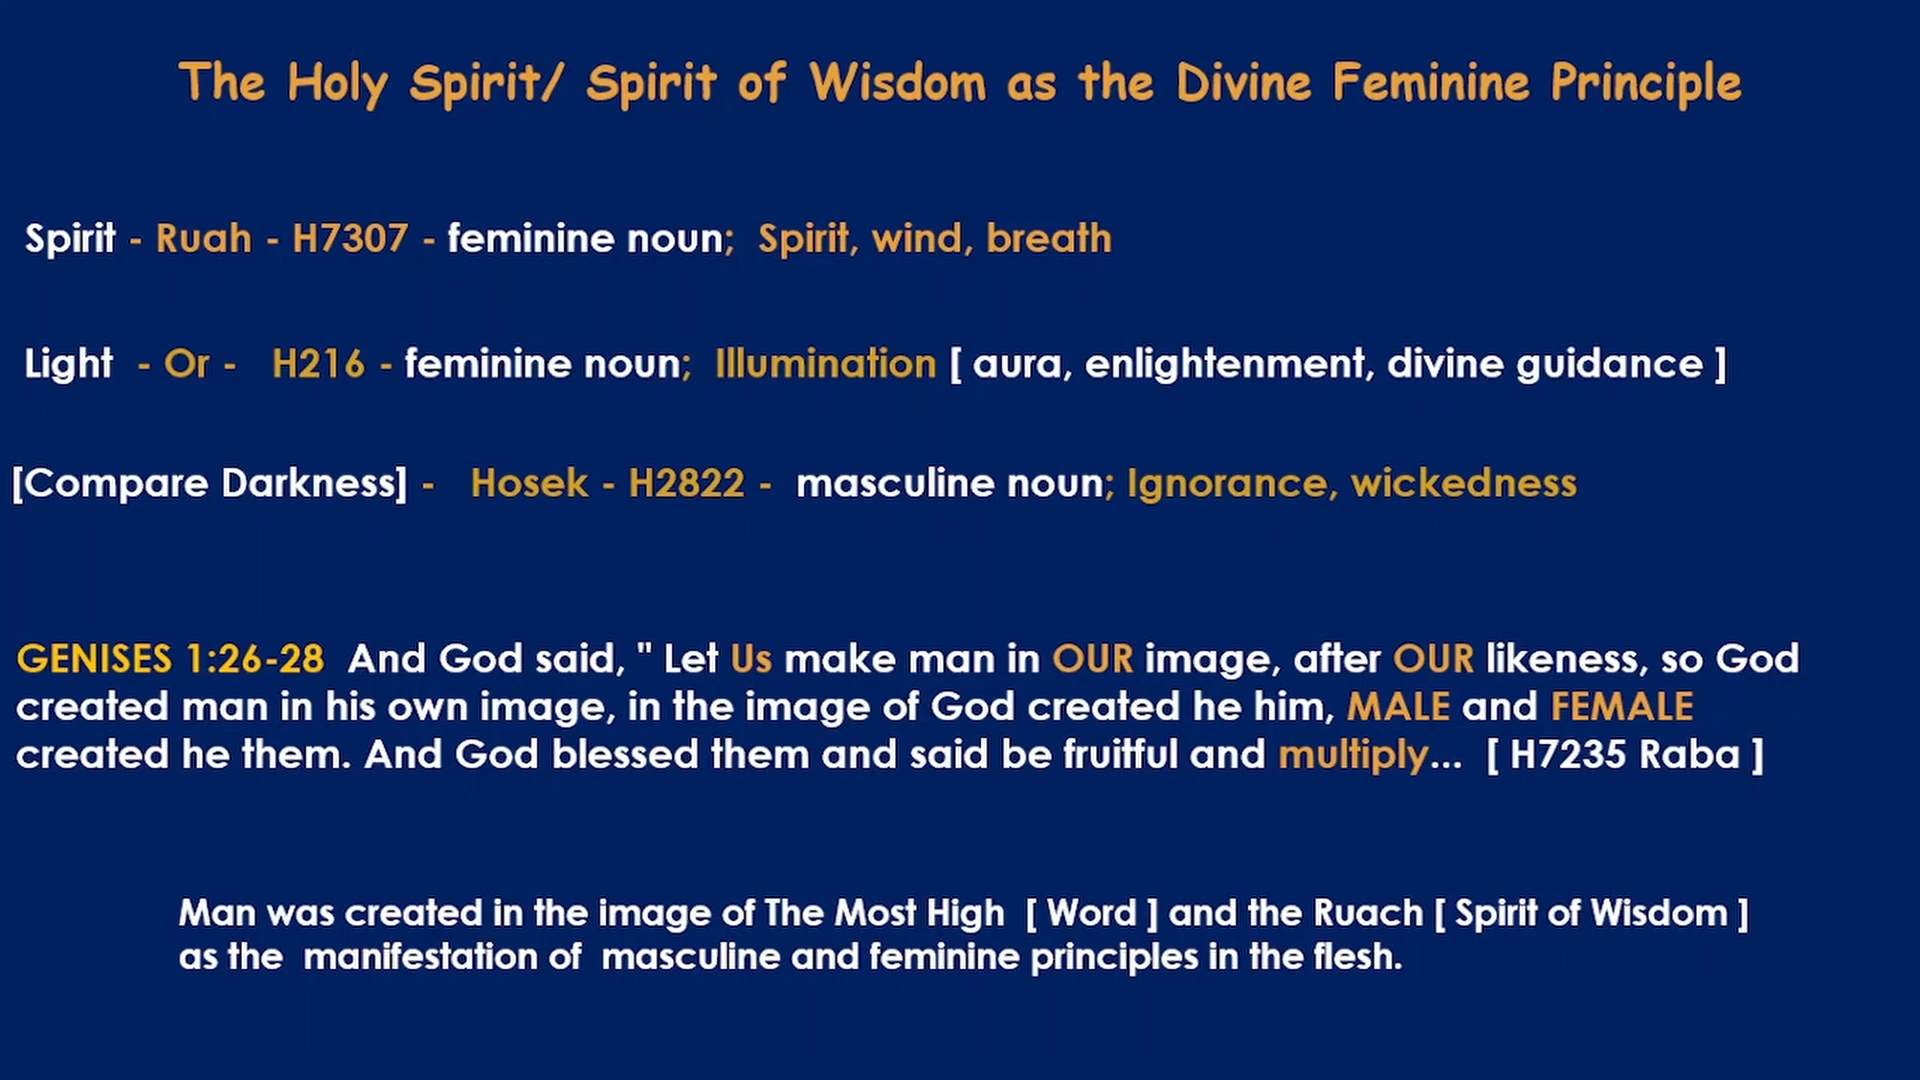 The Holy Spirit/ Spirit of Wisdom as the Divine Feminine Principle
Spirit - Ruah - H7307 - feminine noun; Spirit, wind, breath
Light - Or - H216 - feminine noun; Illumination [ aura, enlightenment, divine guidance ]
[Compare Darkness] - Hosek - H2822 - masculine noun; Ignorance, wickedness
GENISES 1:26-28 And God said, " Let Us make man in OUR image, after OUR likeness, so God
created man in his own image, in the image of God created he him, MALE and FEMALE
created he them. And God blessed them and said be fruitful and multiply... [ H7235 Raba ]
Man was created in the image of The Most High [ Word ] and the Ruach [ Spirit of Wisdom ]
as the manifestation of masculine and feminine principles in the flesh.